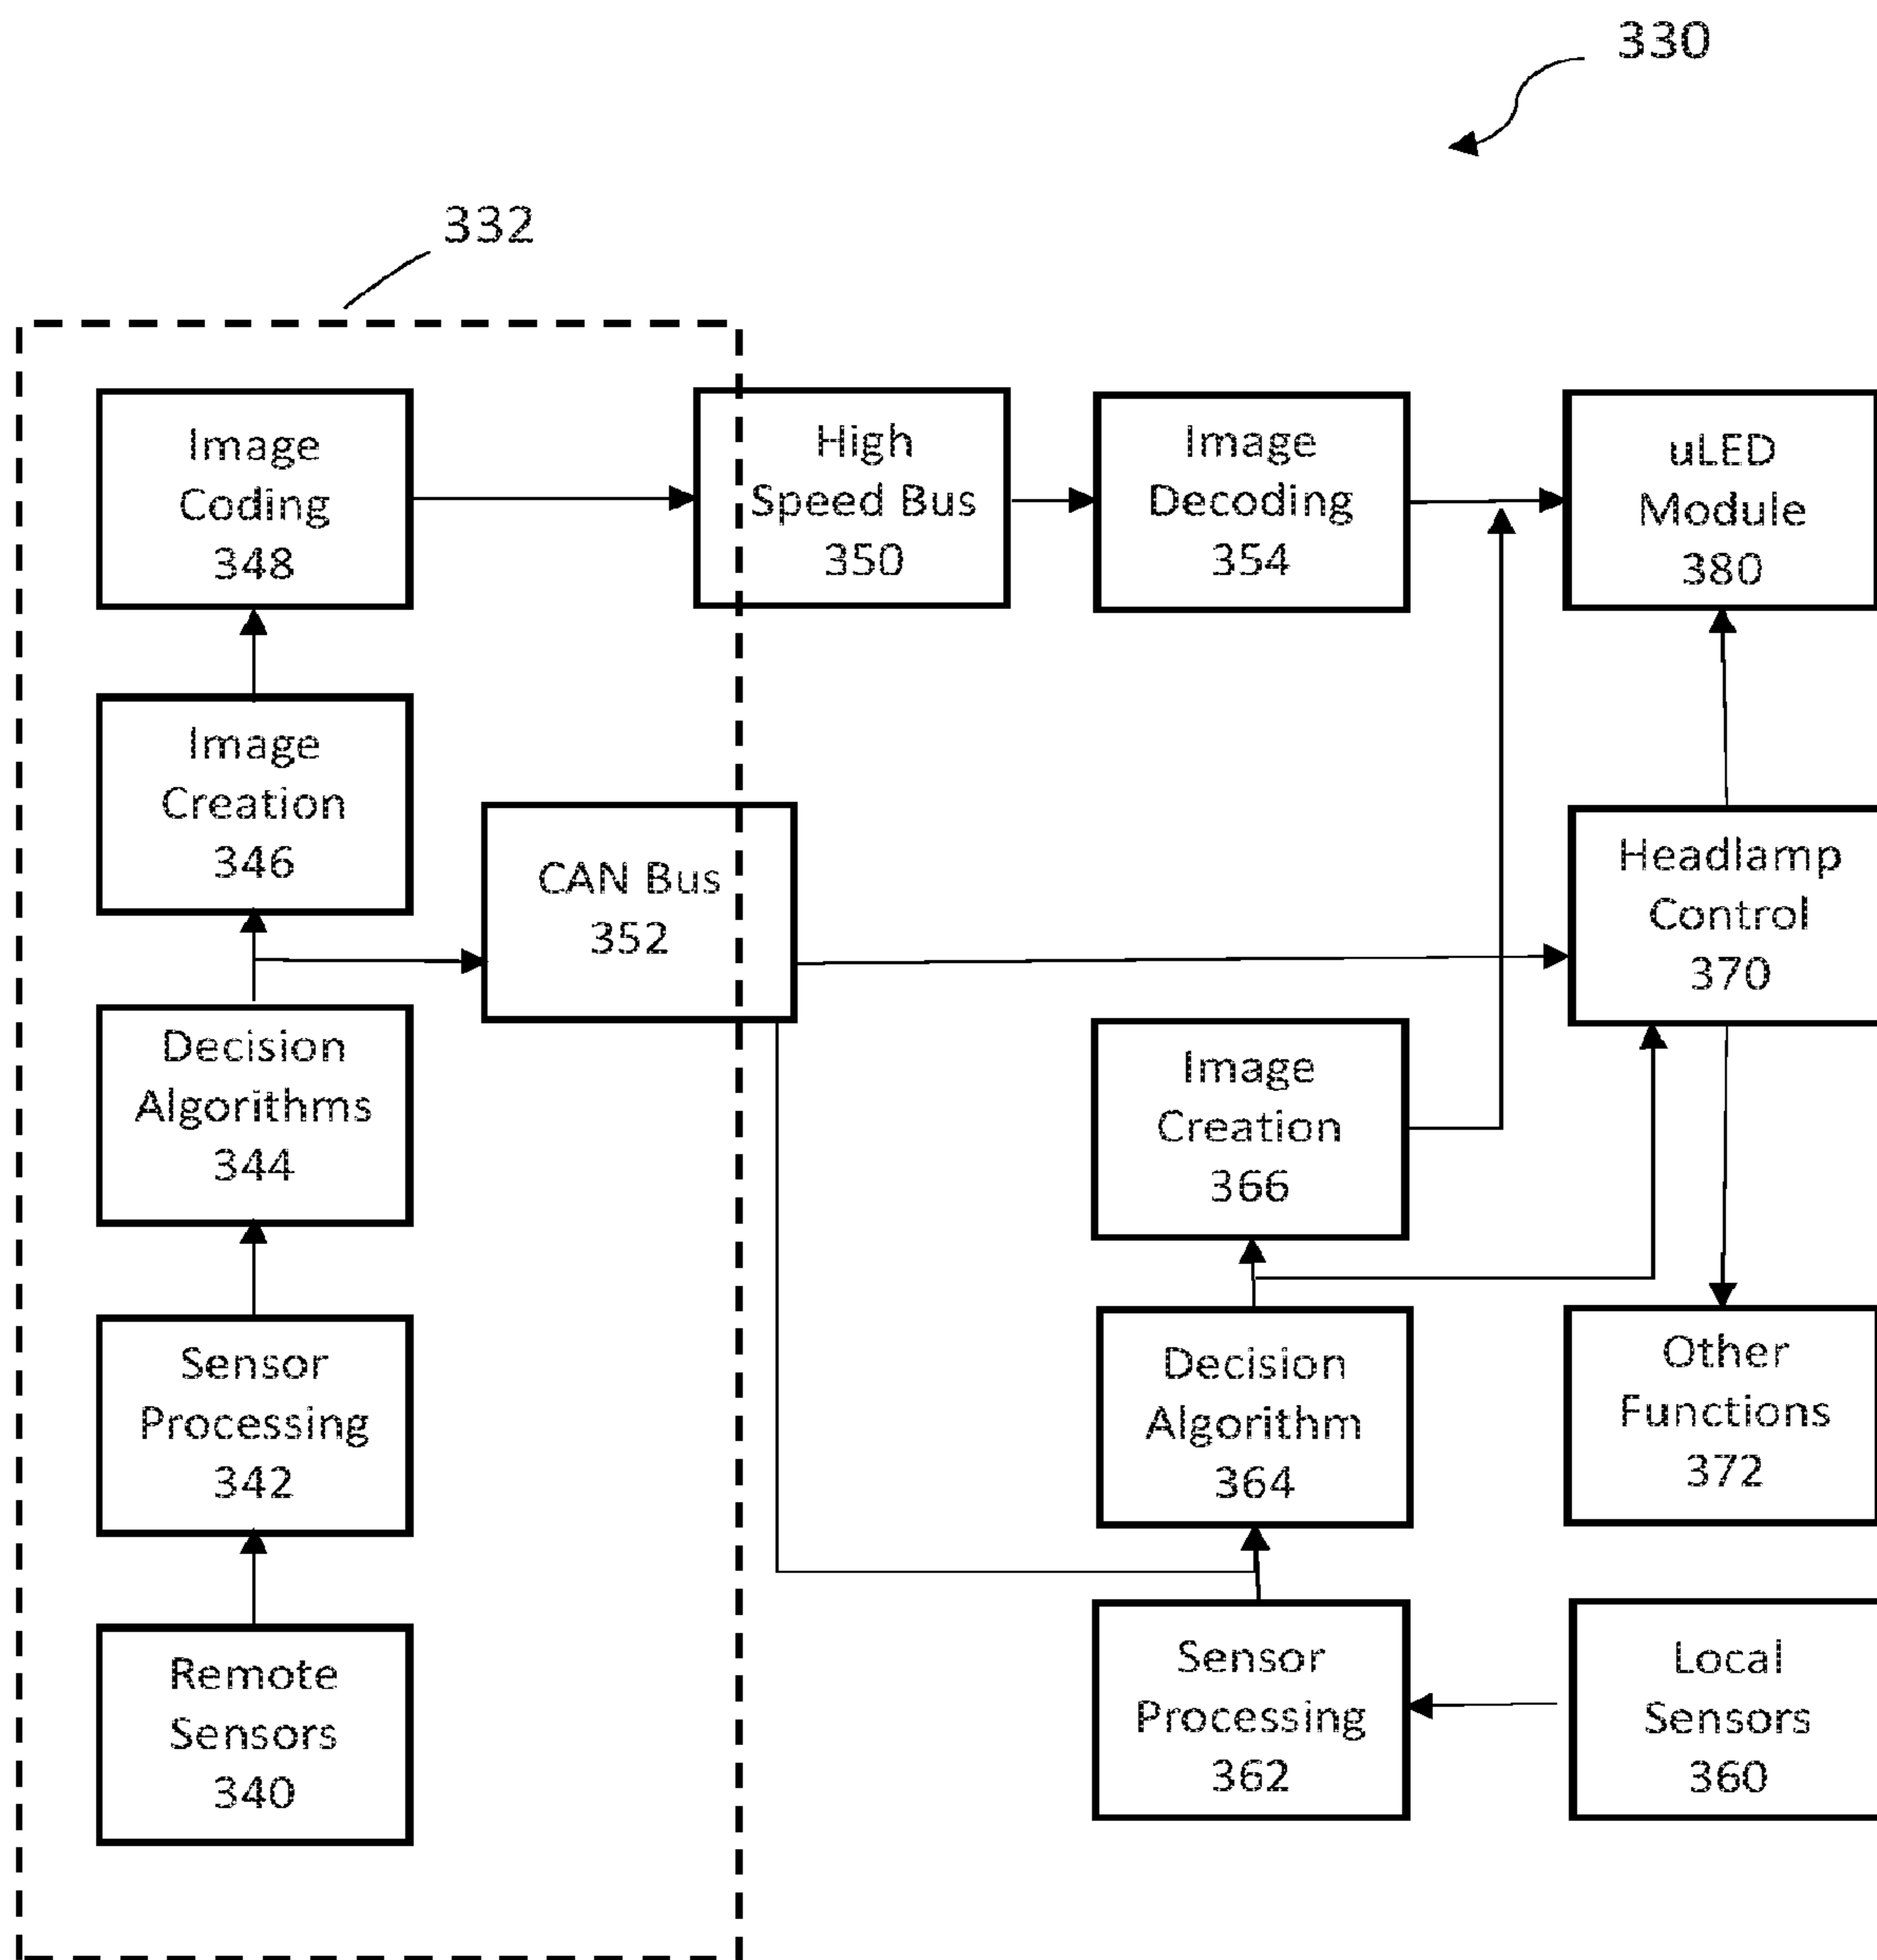 330
332
Image
Coding
348
High
Speed Bus
350
Image
Decoding
354
uLED
Module
380
Image
Creation
346
CAN Bus
352
Headlamp
Control
370
Decision
Algorithms
344
Image
Creation
366
Sensor
Processing
342
Decision
Algorithm
364
Other
Functions
372
Remote
Sensors
340
Sensor
Processing
362
Local
Sensors
360